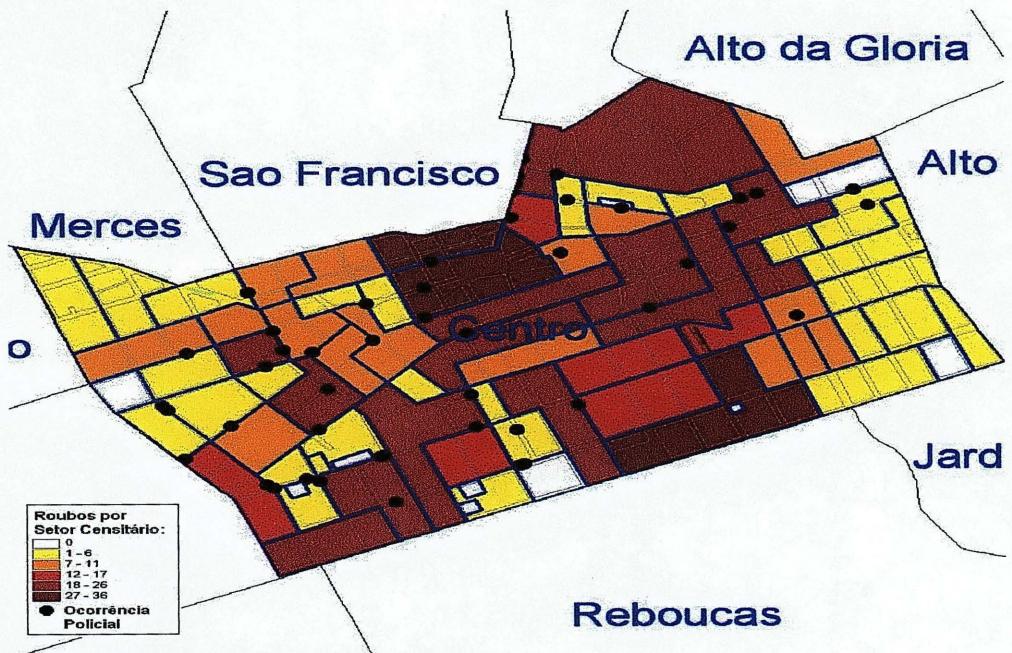 Alto da Gloria
Alto
Sao Francisco
Merces
Centro
o
Jard
Reboucas
Roubos por
Setor Censitário:
0
1 - 6
7 - 11
12 - 17
18 - 26
27 - 36
Ocorrência
Policial